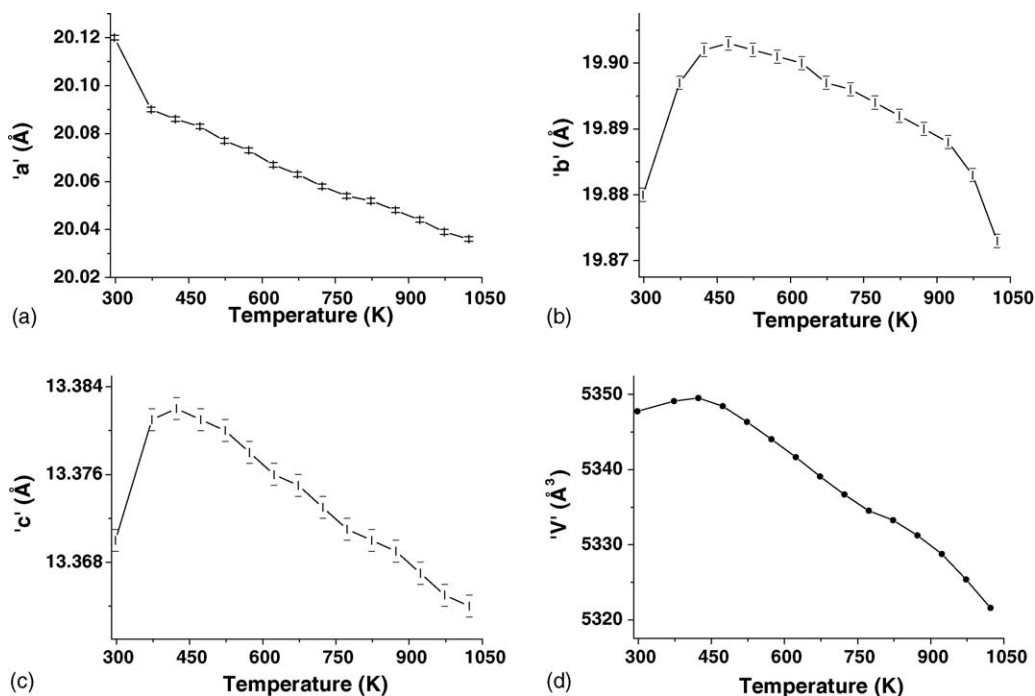 20.12
20.10
20.08
20.06
20.04
20.02
'a' (Å)
300 450 600 750 900 1050
Temperature (K)
(a)
19.90
19.89
19.88
19.87
'b' (Å)
300 450 600 750 900 1050
Temperature (K)
(b)
13.384
13.376
13.368
'c' (Å)
300 450 600 750 900 1050
Temperature (K)
(c)
5350
5340
5330
5320
'V' (Å³)
300 450 600 750 900 1050
Temperature (K)
(d)